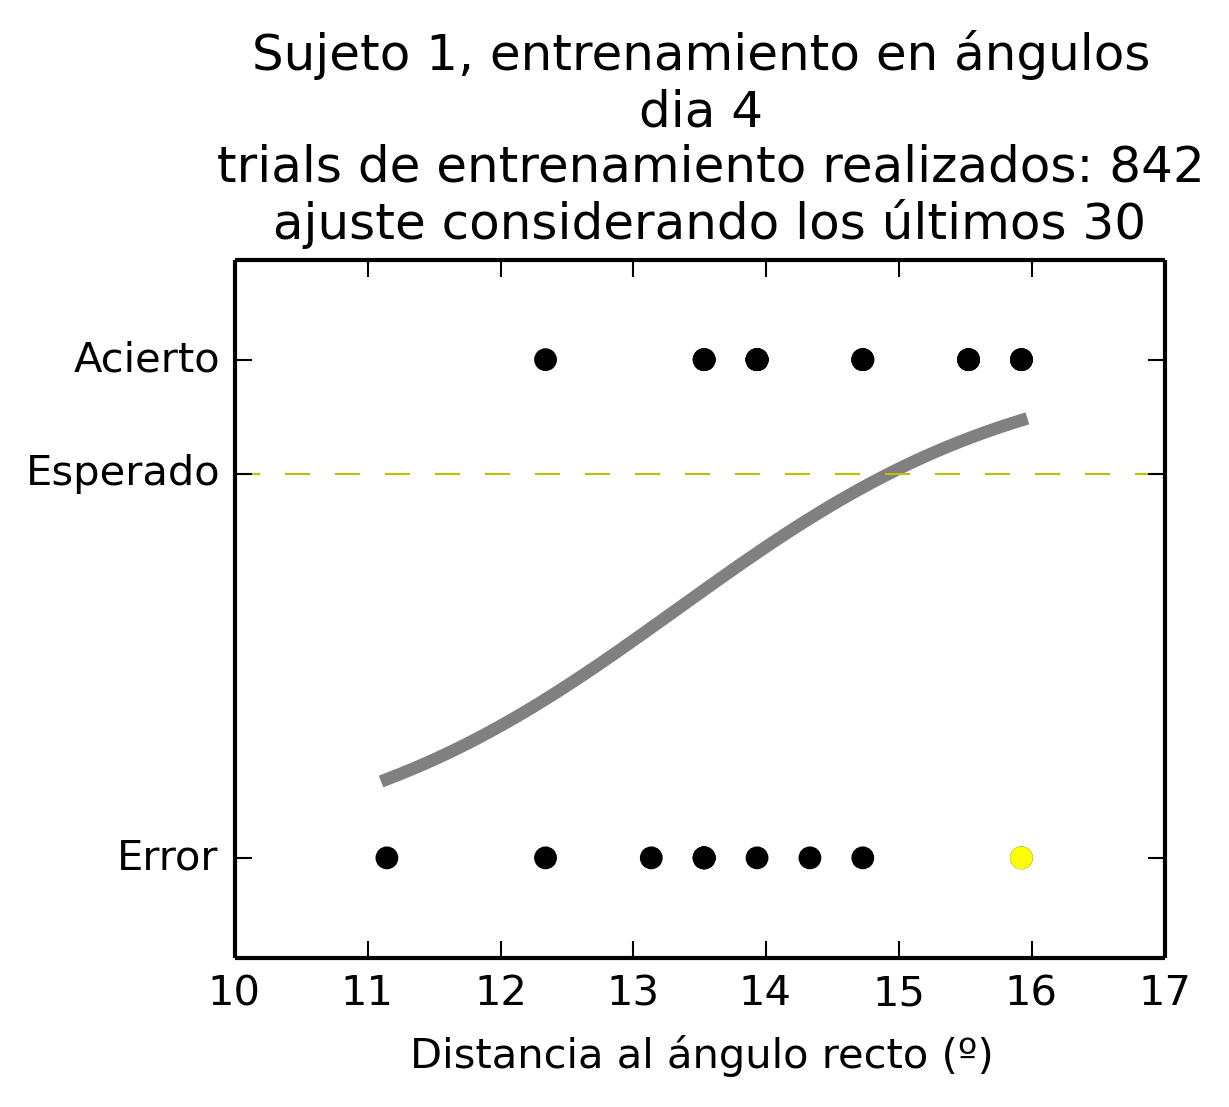 Sujeto 1, entrenamiento en ángulos
dia 4
trials de entrenamiento realizados: 842
ajuste considerando los últimos 30
Acierto
Esperado
Error
10 11 12 13 14 15 16 17
Distancia al ángulo recto (º)